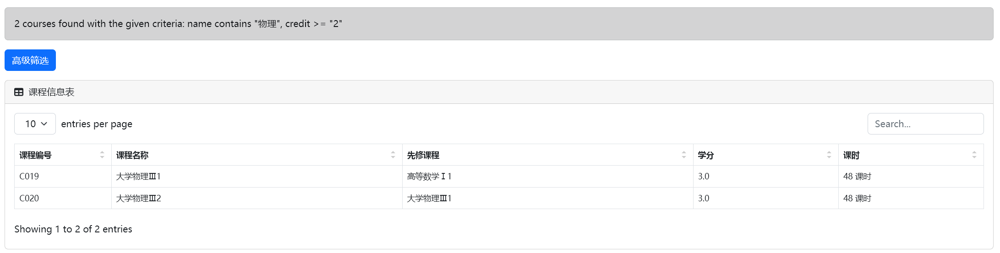 2 courses found with the given criteria: name contains "物理", credit >= "2"
高级筛选
课程信息表
10 entries per page
Search...
课程编号 课程名称 先修课程 学分 课时
C019 大学物理Ⅲ1 高等数学Ⅰ1 3.0 48 课时
C020 大学物理Ⅲ2 大学物理Ⅲ1 3.0 48 课时
Showing 1 to 2 of 2 entries